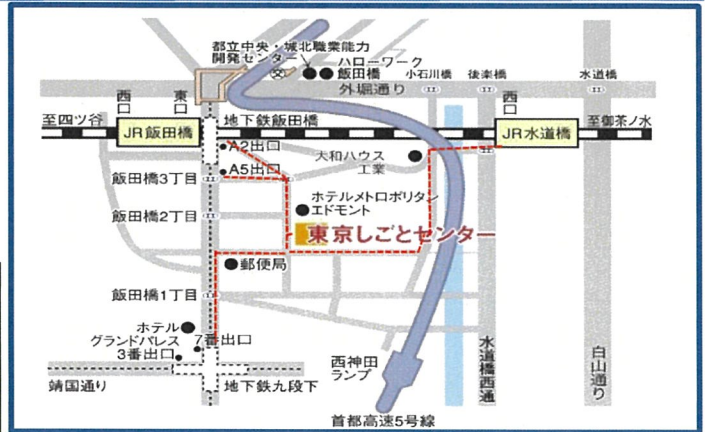 都立中央・城北職業能力
開発センター
ハローワーク
飯田橋
小石川橋
後楽橋
水道橋
外堀通り
西口
東口
地下鉄飯田橋
西口
至四ツ谷
JR飯田橋
JR水道橋
至御茶ノ水
A2出口
大和ハウス
工業
A5出口
飯田橋3丁目
ホテルメトロポリタン
エドモント
飯田橋2丁目
東京しごとセンター
郵便局
飯田橋1丁目
ホテル
グランドパレス
7番出口
3番出口
西神田
ランプ
水道橋西通
白山通り
靖国通り
地下鉄九段下
首都高速5号線